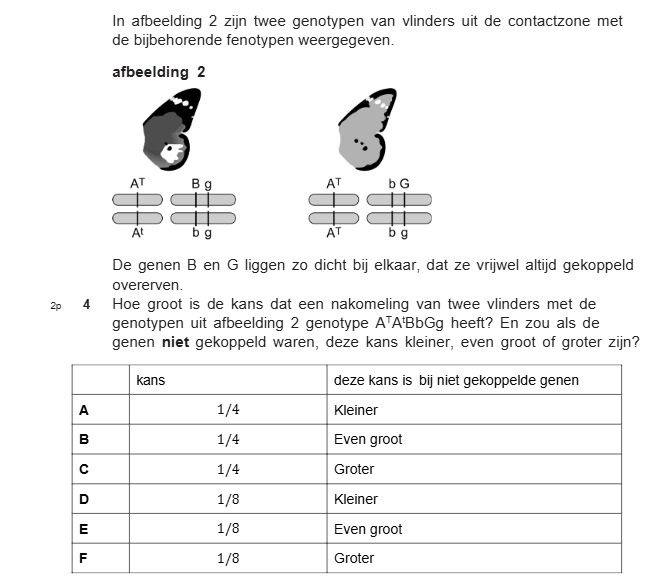 In afbeelding 2 zijn twee genotypen van vlinders uit de contactzone met
de bijbehorende fenotypen weergegeven.
afbeelding 2
Aᵀ B g Aᵀ b G
Aᵗ b g Aᵀ b g
De genen B en G liggen zo dicht bij elkaar, dat ze vrijwel altijd gekoppeld
overerven.
2p 4 Hoe groot is de kans dat een nakomeling van twee vlinders met de
genotypen uit afbeelding 2 genotype AᵀAᵗBbGg heeft? En zou als de
genen niet gekoppeld waren, deze kans kleiner, even groot of groter zijn?
kans deze kans is bij niet gekoppelde genen
A 1/4 Kleiner
B 1/4 Even groot
C 1/4 Groter
D 1/8 Kleiner
E 1/8 Even groot
F 1/8 Groter